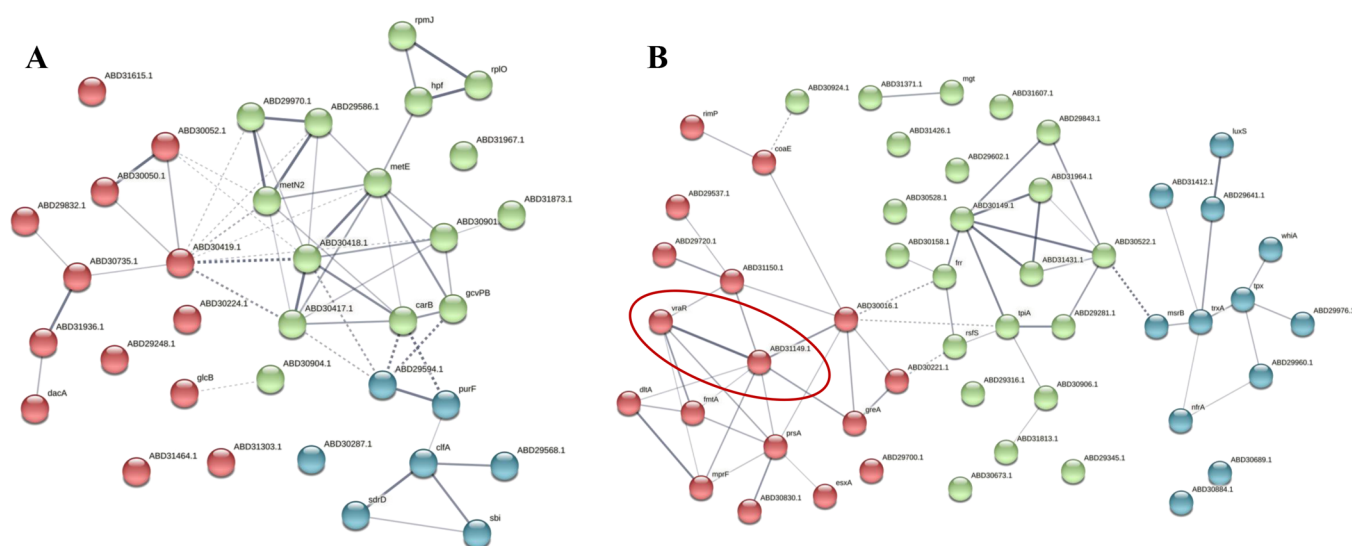 A
B
rpmJ
rplO
hpf
ABD31615.1
ABD29970.1
ABD29586.1
ABD30052.1
ABD31967.1
ABD30050.1
metE
metN2
ABD31873.1
ABD29832.1
ABD30901
ABD30419.1
ABD30418.1
ABD30735.1
gcvPB
carB
ABD30224.1
ABD30417.1
ABD31936.1
ABD29248.1
ABD30904.1
ABD29594.1
glcB
purF
dacA
ABD31303.1
ABD30287.1
clfA
ABD29568.1
ABD31464.1
sdrD
sbi
ABD30924.1
ABD31371.1
mgt
ABD31607.1
rimP
coaE
ABD31426.1
ABD29843.1
luxS
ABD29602.1
ABD31964.1
ABD31412.1
ABD29641.1
ABD29537.1
ABD30528.1
ABD30149.1
ABD29720.1
ABD30158.1
frr
ABD31431.1
ABD30522.1
whiA
ABD31150.1
tpx
vraR
ABD30016.1
tpiA
ABD29281.1
msrB
trxA
ABD29976.1
rsfS
ABD31149.1
ABD30221.1
ABD29960.1
dltA
fmtA
greA
ABD29316.1
ABD30906.1
nfrA
prsA
ABD31813.1
mprF
esxA
ABD29700.1
ABD30673.1
ABD29345.1
ABD30689.1
ABD30830.1
ABD30884.1